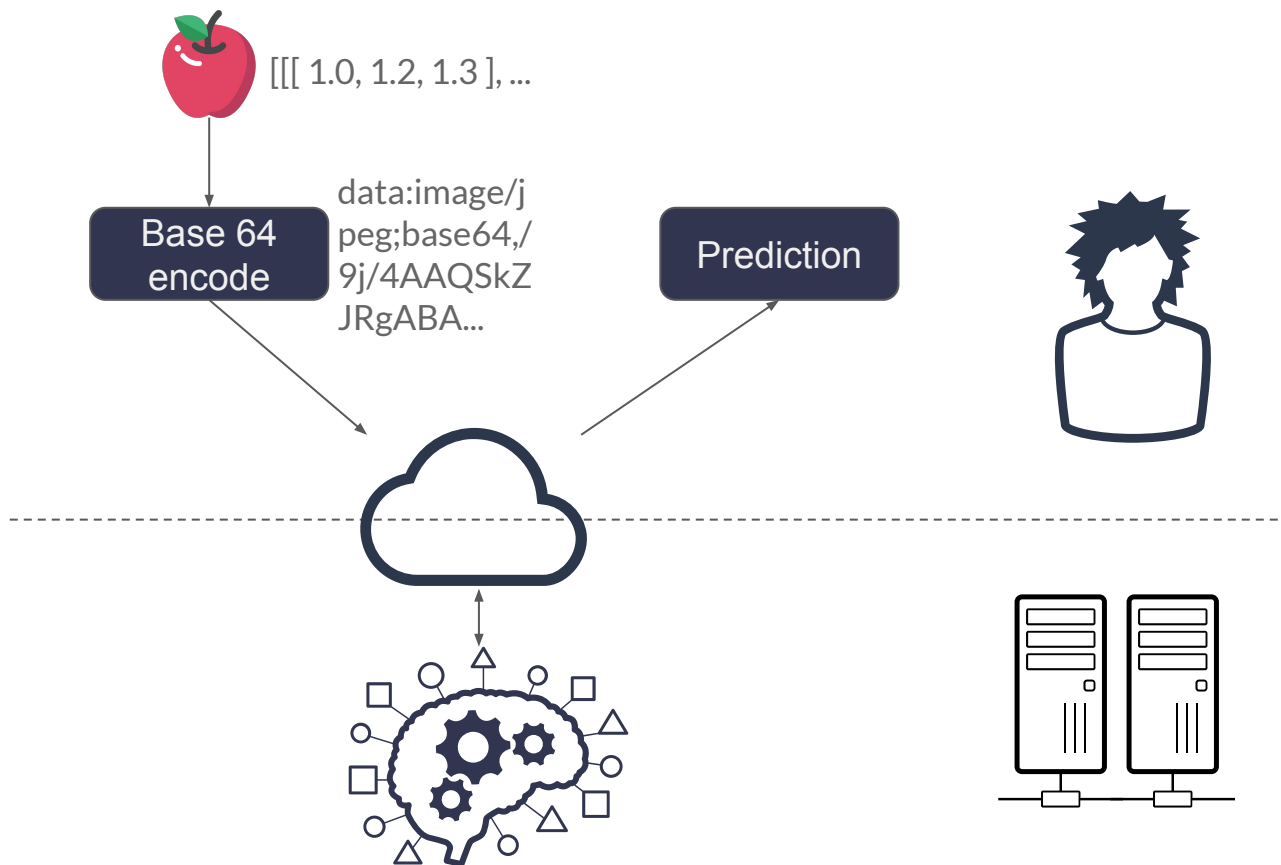 [[[ 1.0, 1.2, 1.3 ], ...
Base 64
encode
data:image/j
peg;base64,/
9j/4AAQSkZ
JRgABA...
Prediction